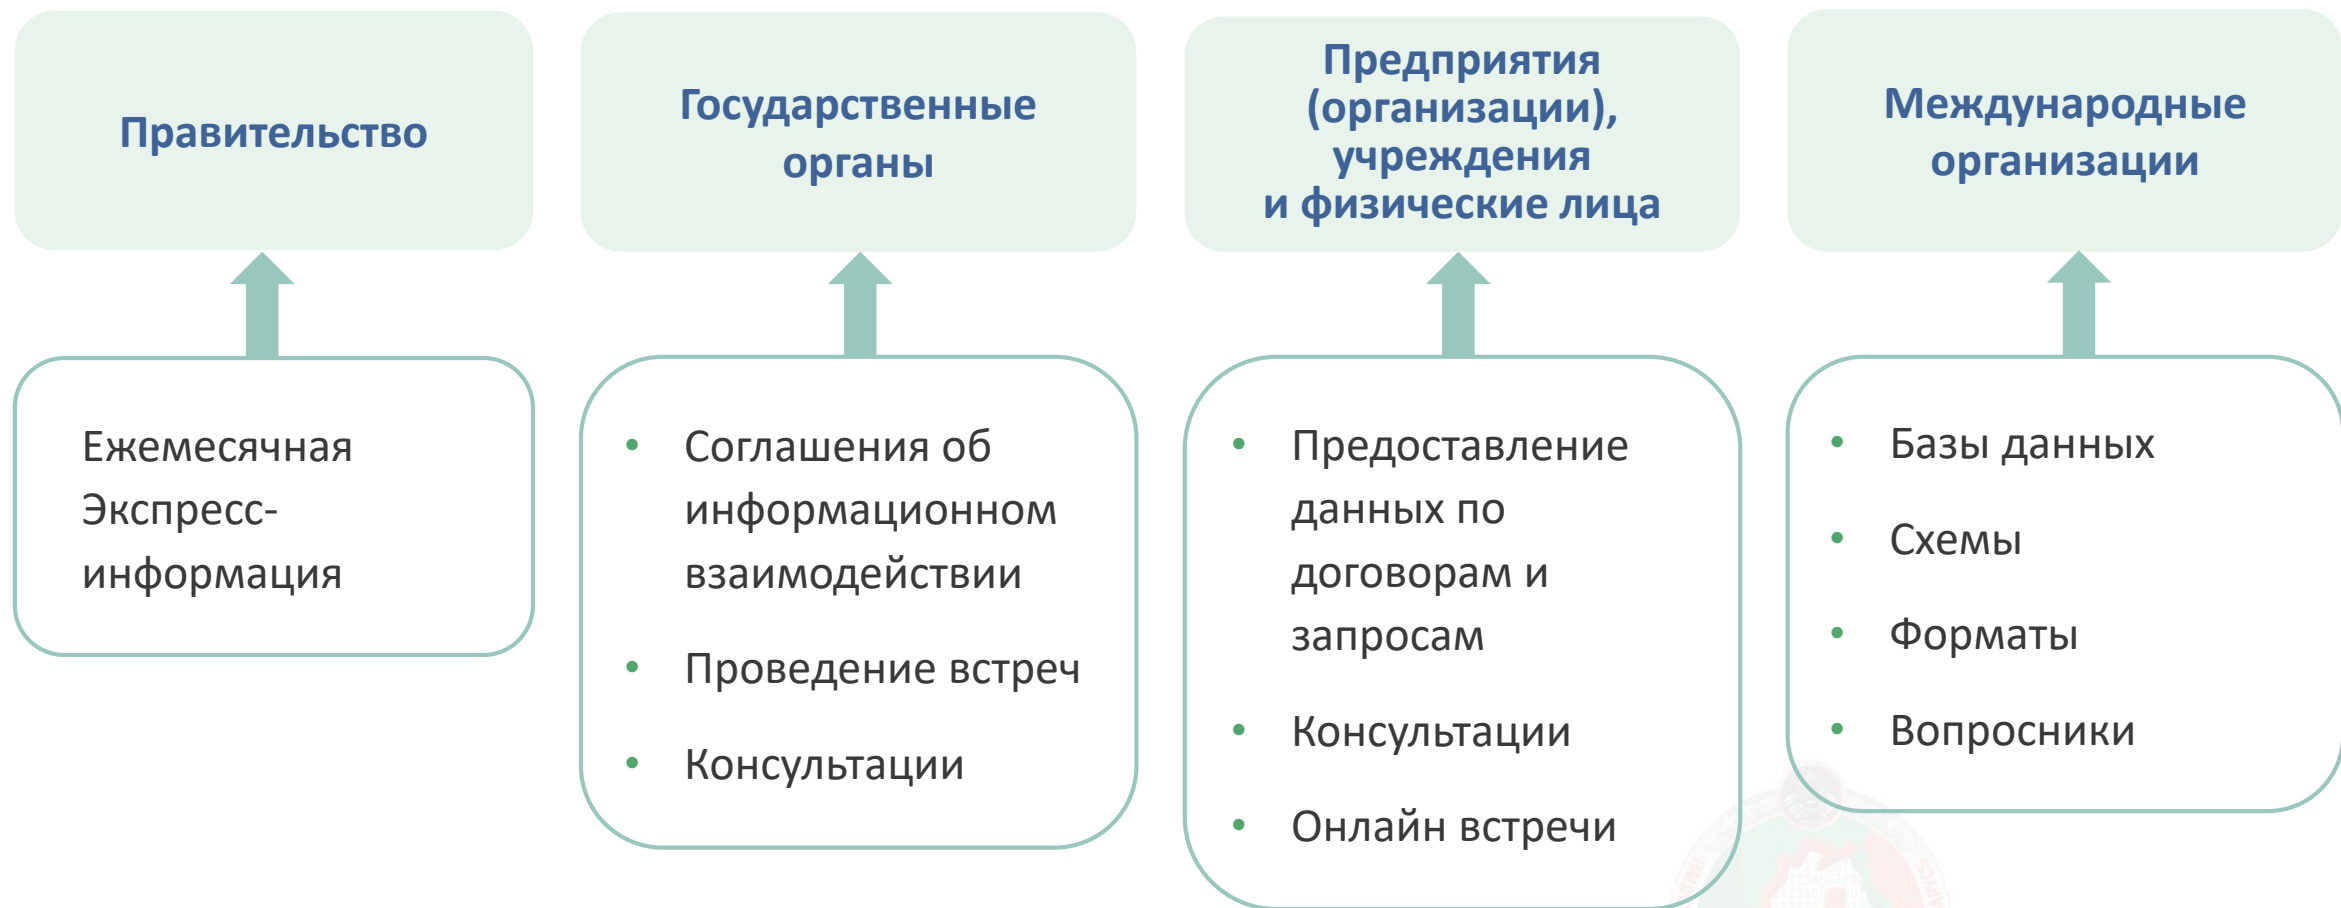 Правительство
Государственные
органы
Предприятия
(организации),
учреждения
и физические лица
Международные
организации
Ежемесячная
Экспресс-
информация
• Соглашения об
информационном
взаимодействии
• Проведение встреч
• Консультации
• Предоставление
данных по
договорам и
запросам
• Консультации
• Онлайн встречи
• Базы данных
• Схемы
• Форматы
• Вопросники